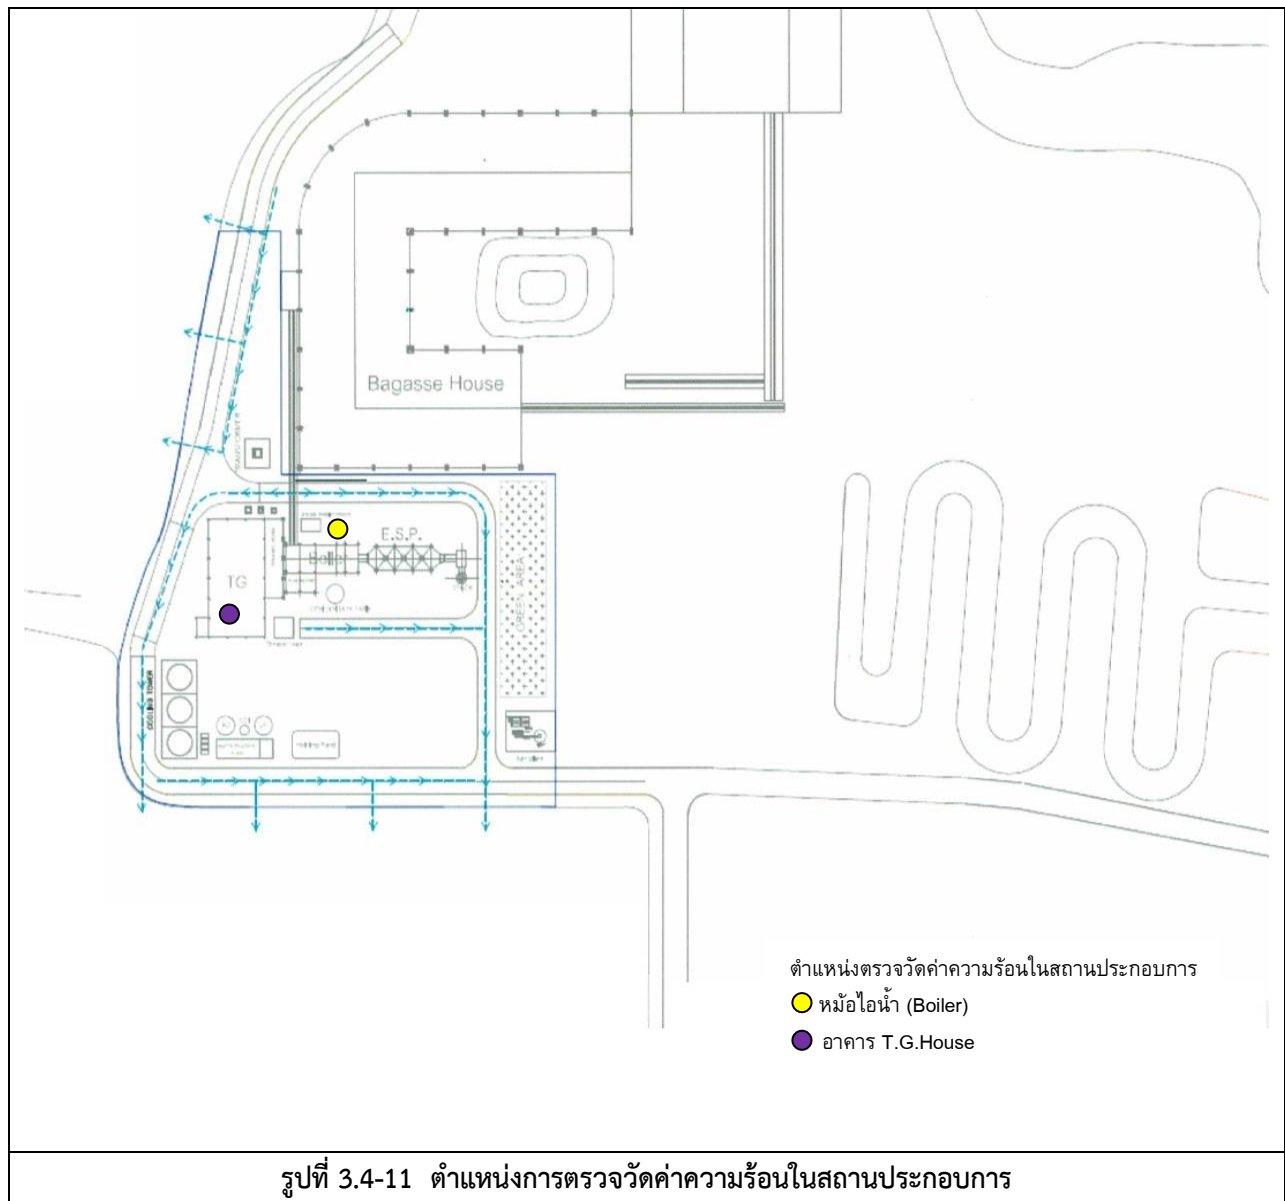 Bagasse House
TRANSFORMER
E.S.P.
Boiler
TG
GREEN AREA
ตำแหน่งตรวจวัดค่าความร้อนในสถานประกอบการ
หม้อไอน้ำ (Boiler)
อาคาร T.G.House
รูปที่ 3.4-11 ตำแหน่งการตรวจวัดค่าความร้อนในสถานประกอบการ